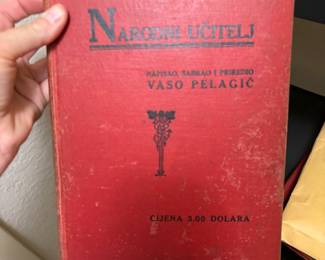 NARODNI UČITELJ
NAPISAO, SABRAO I PRIREDIO
VASO PELAGIĆ
CIJENA 3.00 DOLARA